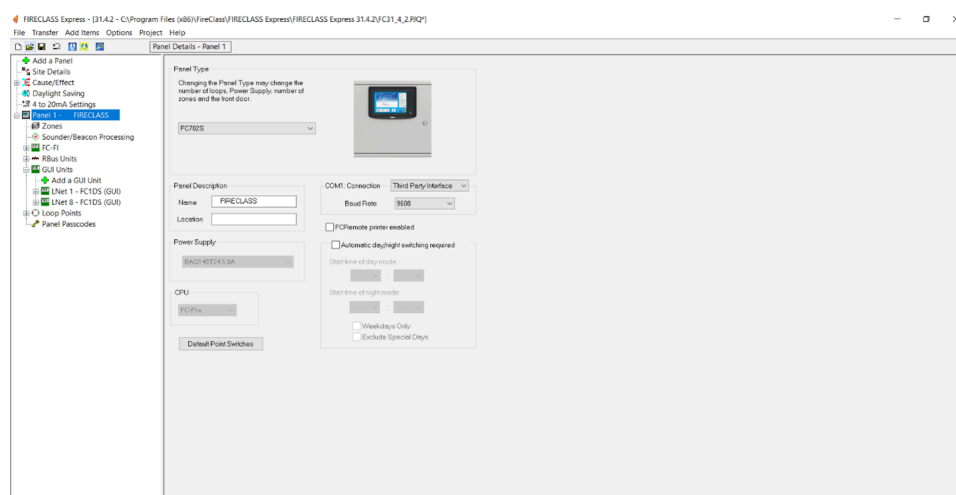 FIRECLASS Express - [31.4.2 - C:\Program Files (x86)\FireClass\FIRECLASS Express\FIRECLASS Express 31.4.2\FC31_4_2.PJQ*]
File Transfer Add Items Options Project Help
Panel Details - Panel 1
Add a Panel
Site Details
Cause/Effect
Daylight Saving
4 to 20mA Settings
Panel 1 - FIRECLASS
Zones
Sounder/Beacon Processing
FC-FI
RBus Units
GUI Units
Add a GUI Unit
LNet 1 - FC1DS (GUI)
LNet 8 - FC1DS (GUI)
Loop Points
Panel Passcodes
Panel Type
Changing the Panel Type may change the
number of loops, Power Supply, number of
zones and the front door.
FC702S
Panel Description
Name FIRECLASS
Location
COM1: Connection Third Party Interface
Baud Rate 9600
FCRemote printer enabled
Power Supply
BAQ140T24 5.0A
Automatic day/night switching required
Start time of day mode
:
Start time of night mode
:
Weekdays Only
Exclude Special Days
CPU
FC-Fire
Default Point Switches